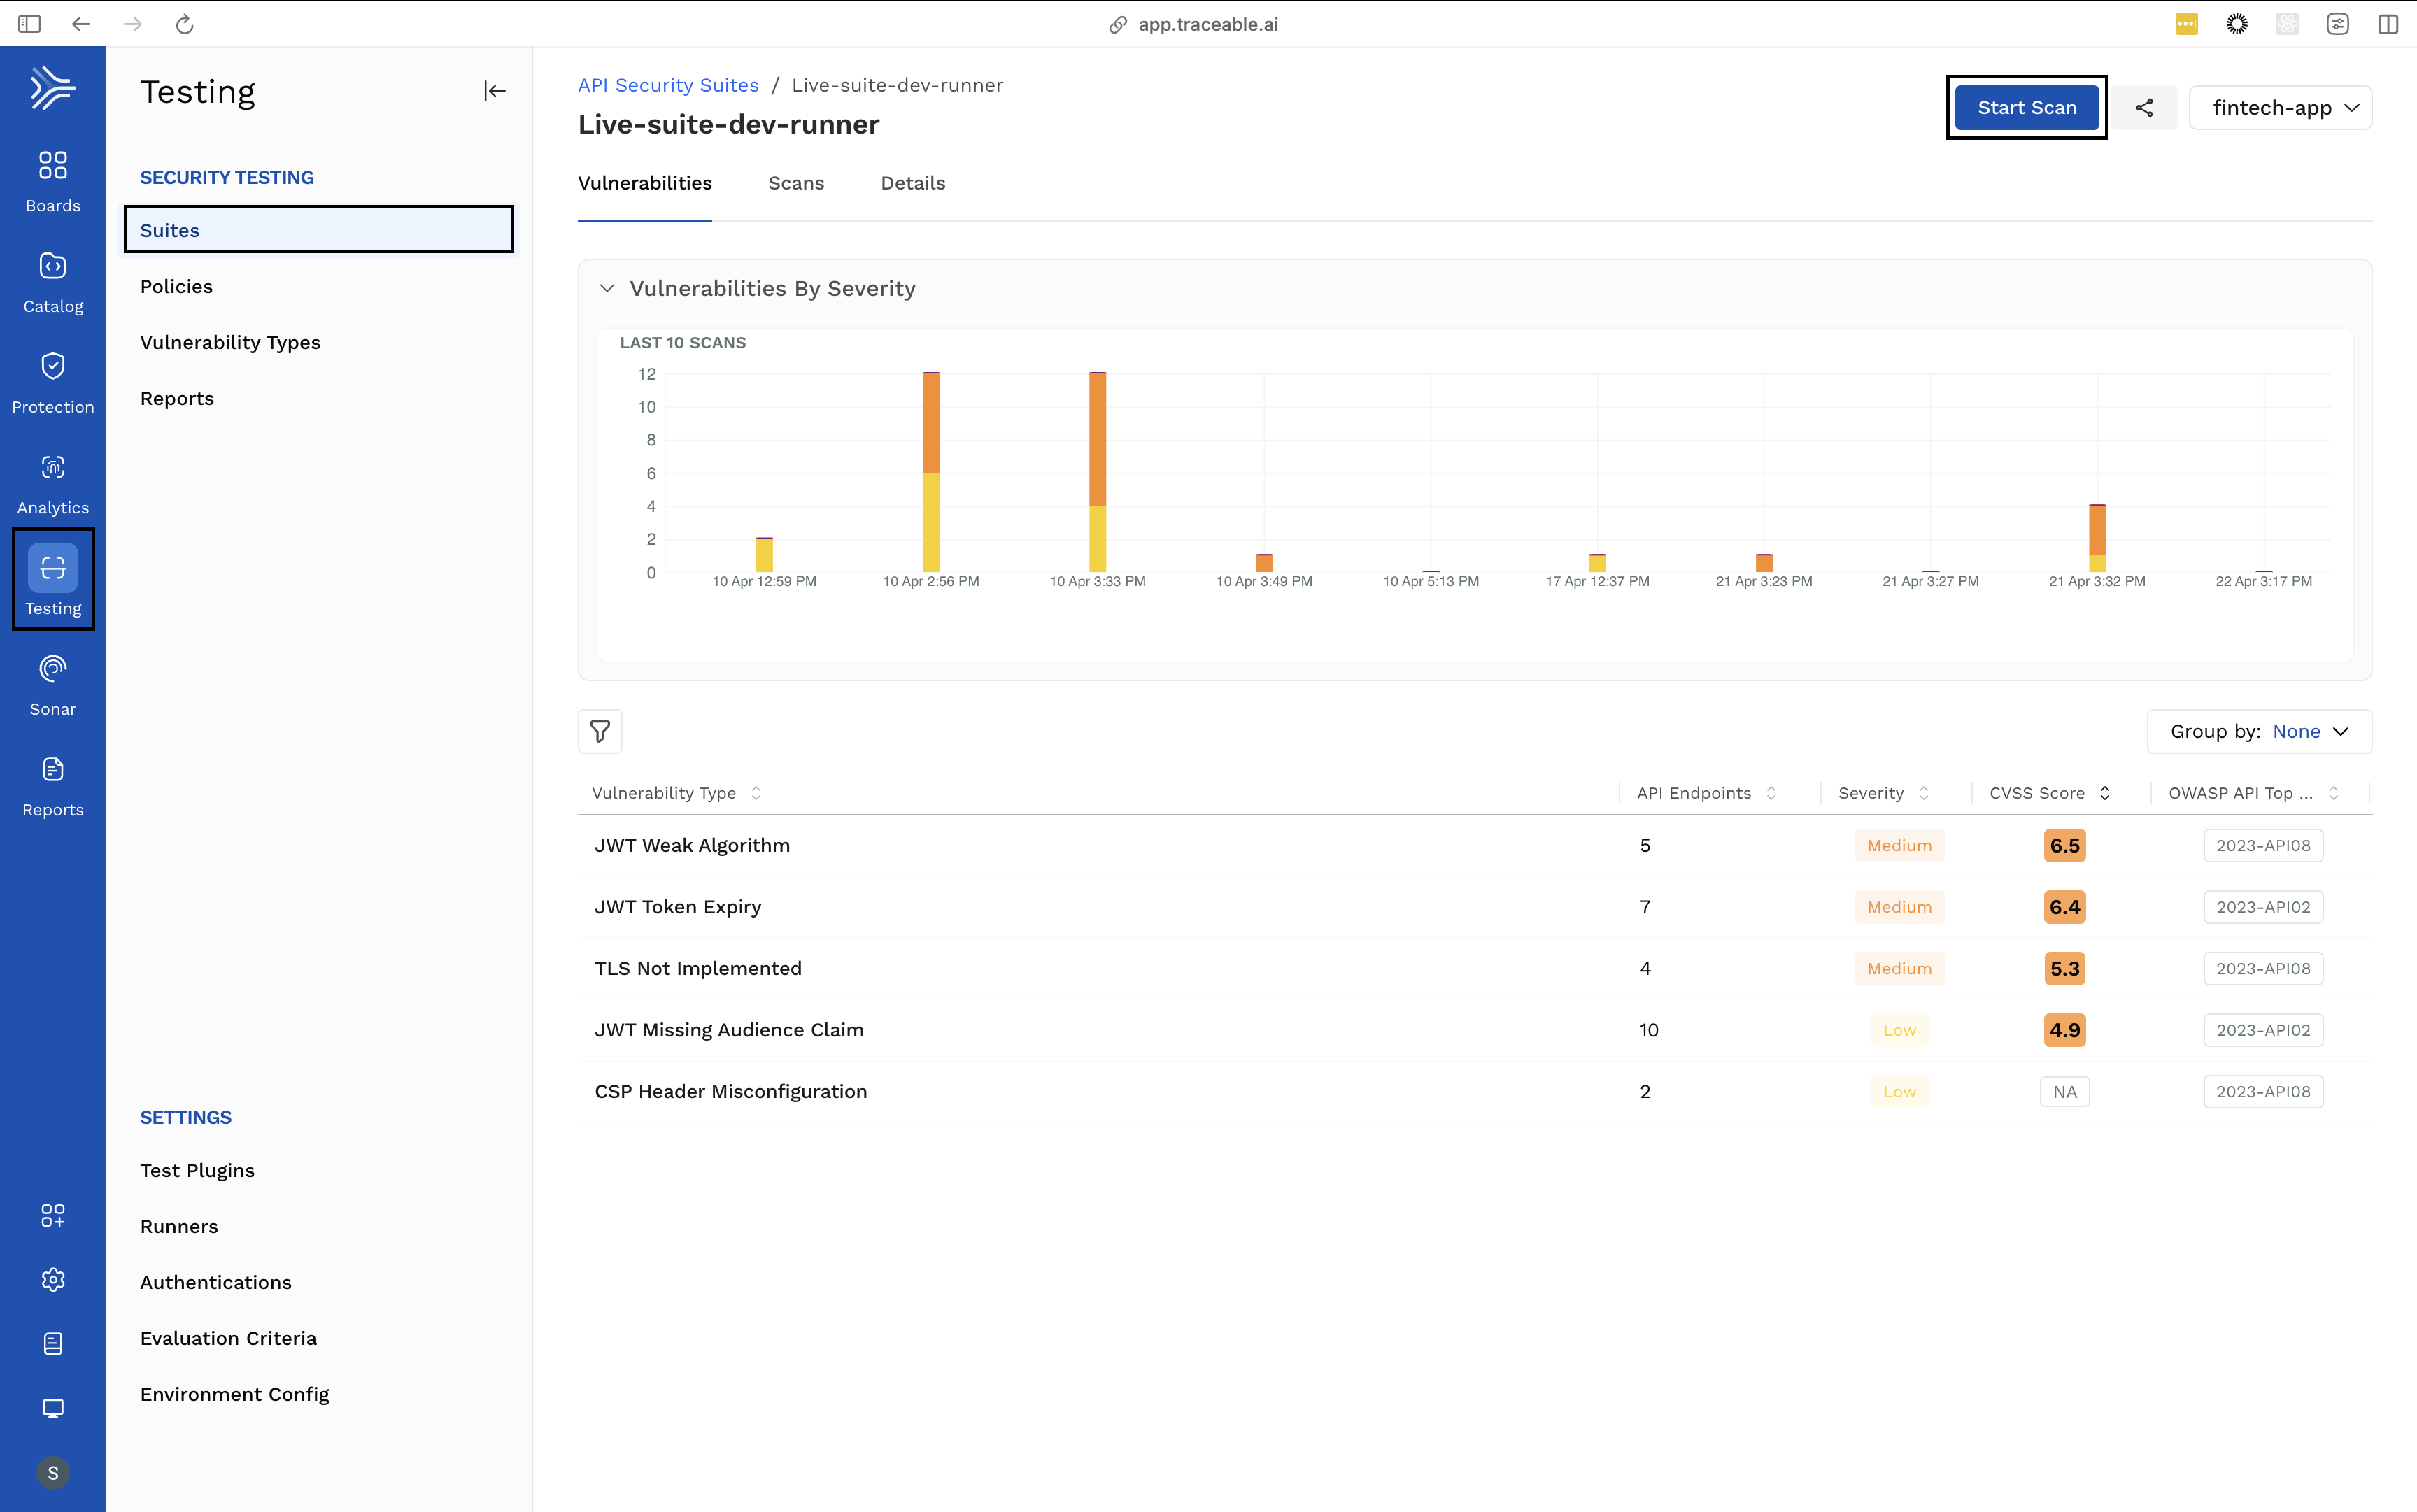 app.traceable.ai
Boards
Catalog
Protection
Analytics
Testing
Sonar
Reports
S
Testing
SECURITY TESTING
Suites
Policies
Vulnerability Types
Reports
SETTINGS
Test Plugins
Runners
Authentications
Evaluation Criteria
Environment Config
API Security Suites / Live-suite-dev-runner
Live-suite-dev-runner
Start Scan
fintech-app
Vulnerabilities Scans Details
Vulnerabilities By Severity
LAST 10 SCANS
12
10
8
6
4
2
0
10 Apr 12:59 PM 10 Apr 2:56 PM 10 Apr 3:33 PM 10 Apr 3:49 PM 10 Apr 5:13 PM 17 Apr 12:37 PM 21 Apr 3:23 PM 21 Apr 3:27 PM 21 Apr 3:32 PM 22 Apr 3:17 PM
Group by: None
Vulnerability Type API Endpoints Severity CVSS Score OWASP API Top ...
JWT Weak Algorithm 5 Medium 6.5 2023-API08
JWT Token Expiry 7 Medium 6.4 2023-API02
TLS Not Implemented 4 Medium 5.3 2023-API08
JWT Missing Audience Claim 10 Low 4.9 2023-API02
CSP Header Misconfiguration 2 Low NA 2023-API08